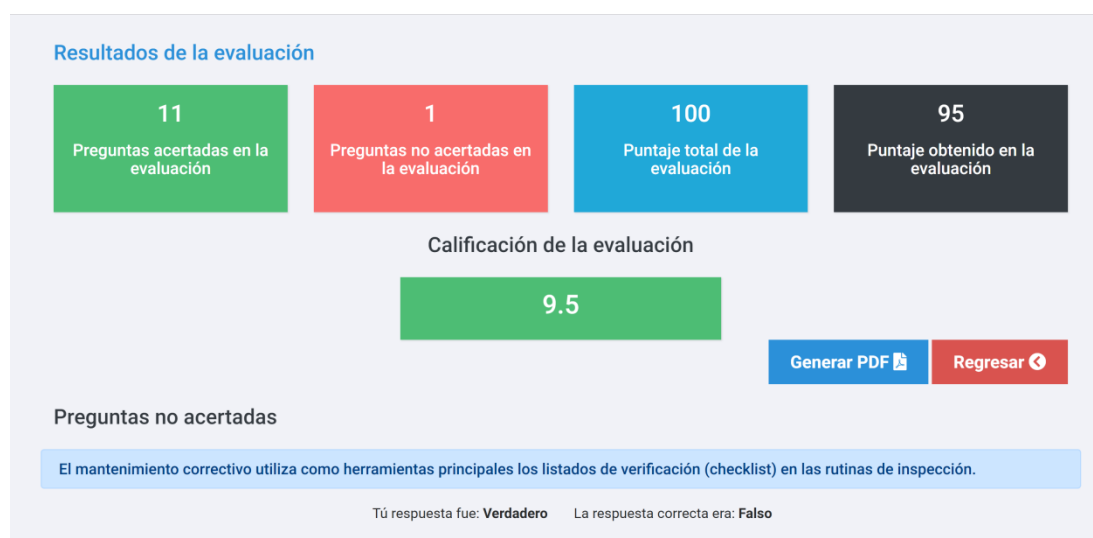 Resultados de la evaluación
11
Preguntas acertadas en la
evaluación
1
Preguntas no acertadas en
la evaluación
100
Puntaje total de la
evaluación
95
Puntaje obtenido en la
evaluación
Calificación de la evaluación
9.5
Generar PDF
Regresar
Preguntas no acertadas
El mantenimiento correctivo utiliza como herramientas principales los listados de verificación (checklist) en las rutinas de inspección.
Tú respuesta fue: Verdadero La respuesta correcta era: Falso